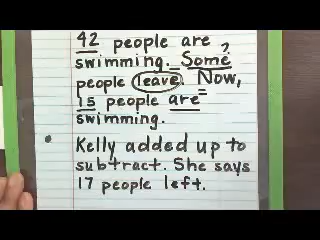 42 people are
swimming. Some ?
people leave. Now, =
15 people are
swimming.
Kelly added up to
subtract. She says
17 people left.